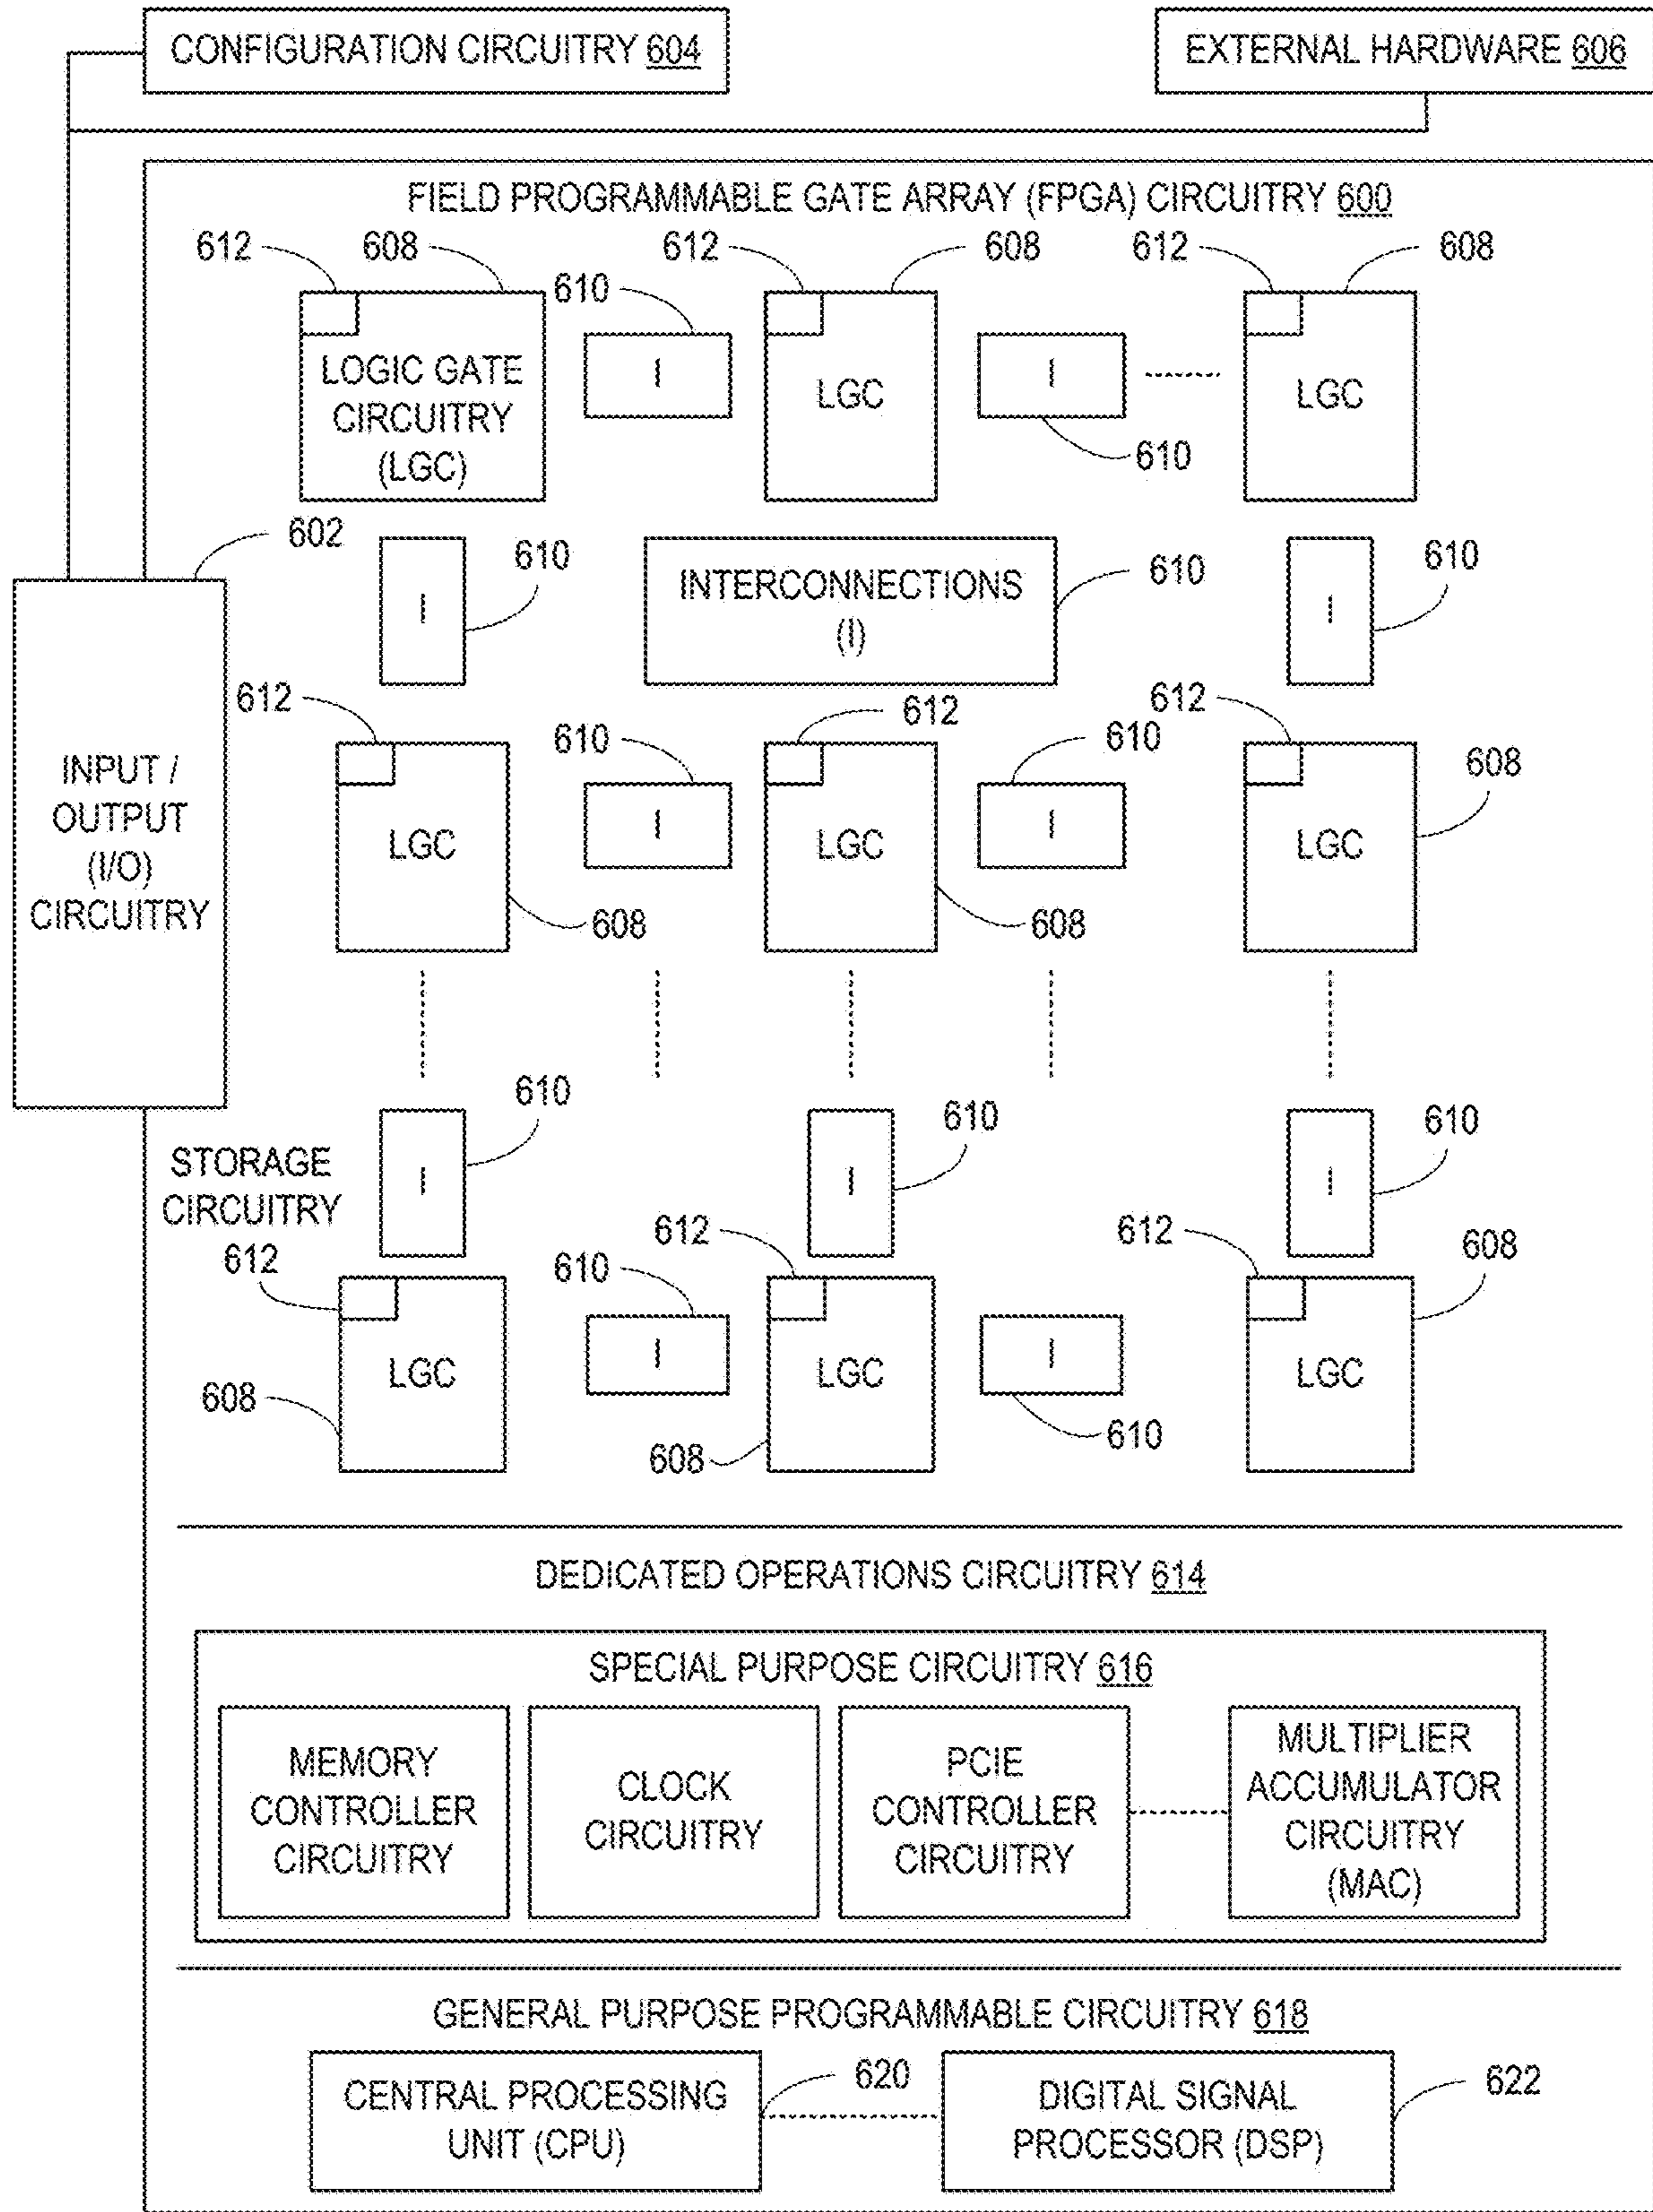 CONFIGURATION CIRCUITRY 604
EXTERNAL HARDWARE 606
FIELD PROGRAMMABLE GATE ARRAY (FPGA) CIRCUITRY 600
612
608
612
608
612
608
610
LOGIC GATE
CIRCUITRY
(LGC)
I
LGC
I
LGC
610
602
610
610
610
I
INTERCONNECTIONS
(I)
I
612
612
612
610
610
608
INPUT /
OUTPUT
(I/O)
CIRCUITRY
LGC
I
LGC
I
LGC
608
608
610
610
610
STORAGE
CIRCUITRY
612
I
I
I
612
612
608
610
LGC
I
LGC
I
LGC
608
608
610
DEDICATED OPERATIONS CIRCUITRY 614
SPECIAL PURPOSE CIRCUITRY 616
MEMORY
CONTROLLER
CIRCUITRY
CLOCK
CIRCUITRY
PCIE
CONTROLLER
CIRCUITRY
MULTIPLIER
ACCUMULATOR
CIRCUITRY
(MAC)
GENERAL PURPOSE PROGRAMMABLE CIRCUITRY 618
CENTRAL PROCESSING
UNIT (CPU)
620
DIGITAL SIGNAL
PROCESSOR (DSP)
622